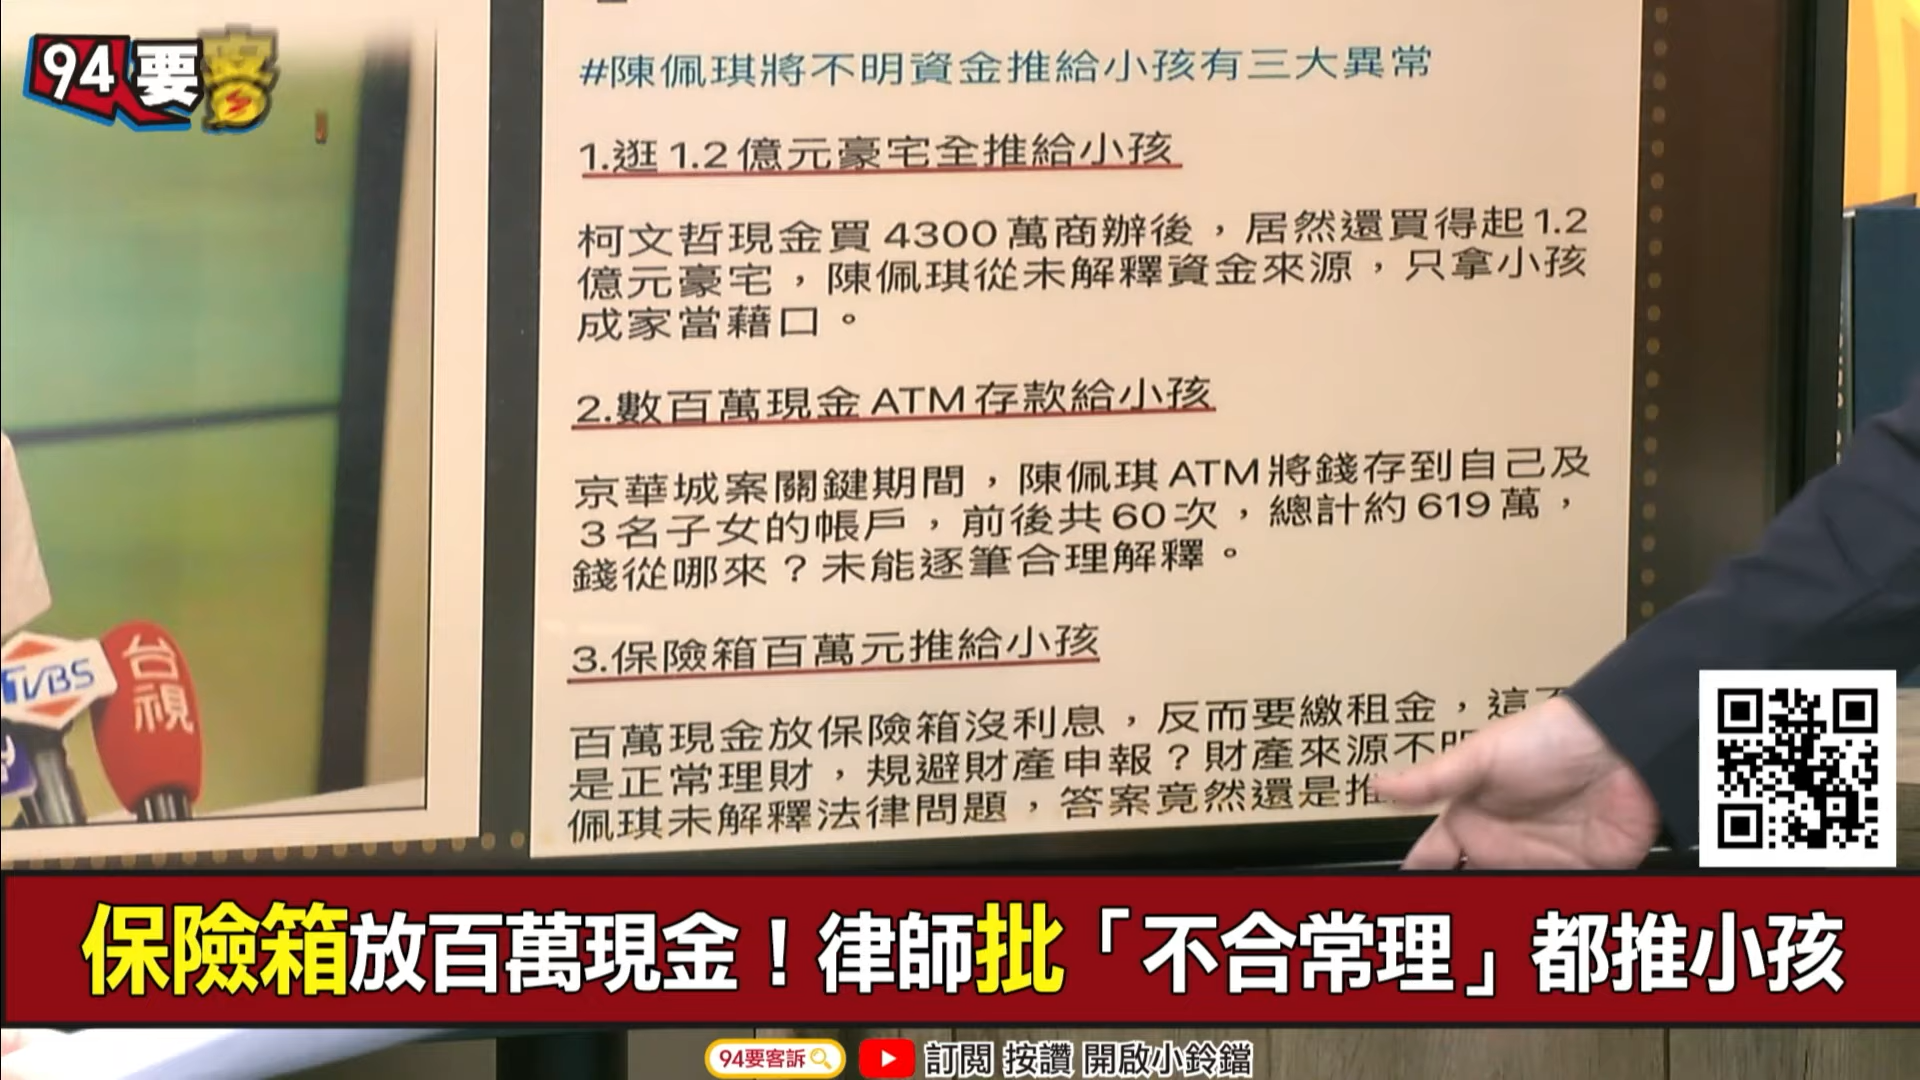 94要客
#陳佩琪將不明資金推給小孩有三大異常
1.逛1.2億元豪宅全推給小孩
柯文哲現金買4300萬商辦後，居然還買得起1.2
億元豪宅，陳佩琪從未解釋資金來源，只拿小孩
成家當藉口。
2.數百萬現金ATM存款給小孩
京華城案關鍵期間，陳佩琪ATM將錢存到自己及
3名子女的帳戶，前後共60次，總計約619萬，
錢從哪來？未能逐筆合理解釋。
3.保險箱百萬元推給小孩
百萬現金放保險箱沒利息，反而要繳租金，這
是正常理財，規避財產申報？財產來源不明
佩琪未解釋法律問題，答案竟然還是推
TVBS
台視
保險箱放百萬現金！律師批「不合常理」都推小孩
94要客訴
訂閱 按讚 開啟小鈴鐺